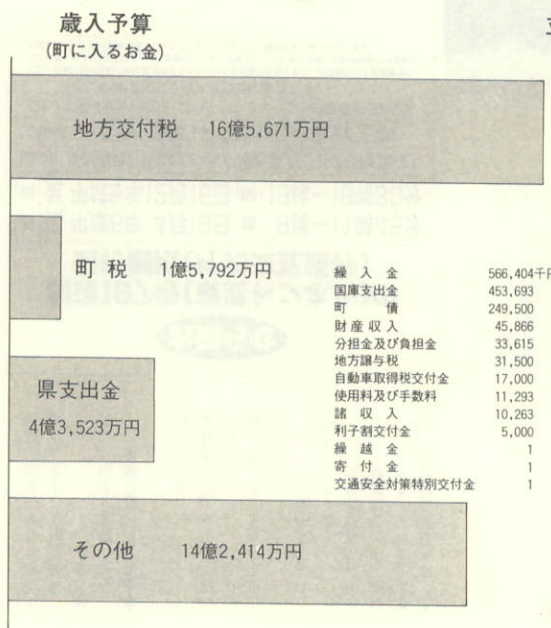 歳入予算
(町に入るお金)
地方交付税 16億5,671万円
町税 1億5,792万円
県支出金
4億3,523万円
繰入金 566,404千円
国庫支出金 453,693
町債 249,500
財産収入 45,866
分担金及び負担金 33,615
地方譲与税 31,500
自動車取得税交付金 17,000
使用料及び手数料 11,293
諸収入 10,263
利子割交付金 5,000
繰越金 1
寄付金 1
交通安全対策特別交付金 1
その他 14億2,414万円